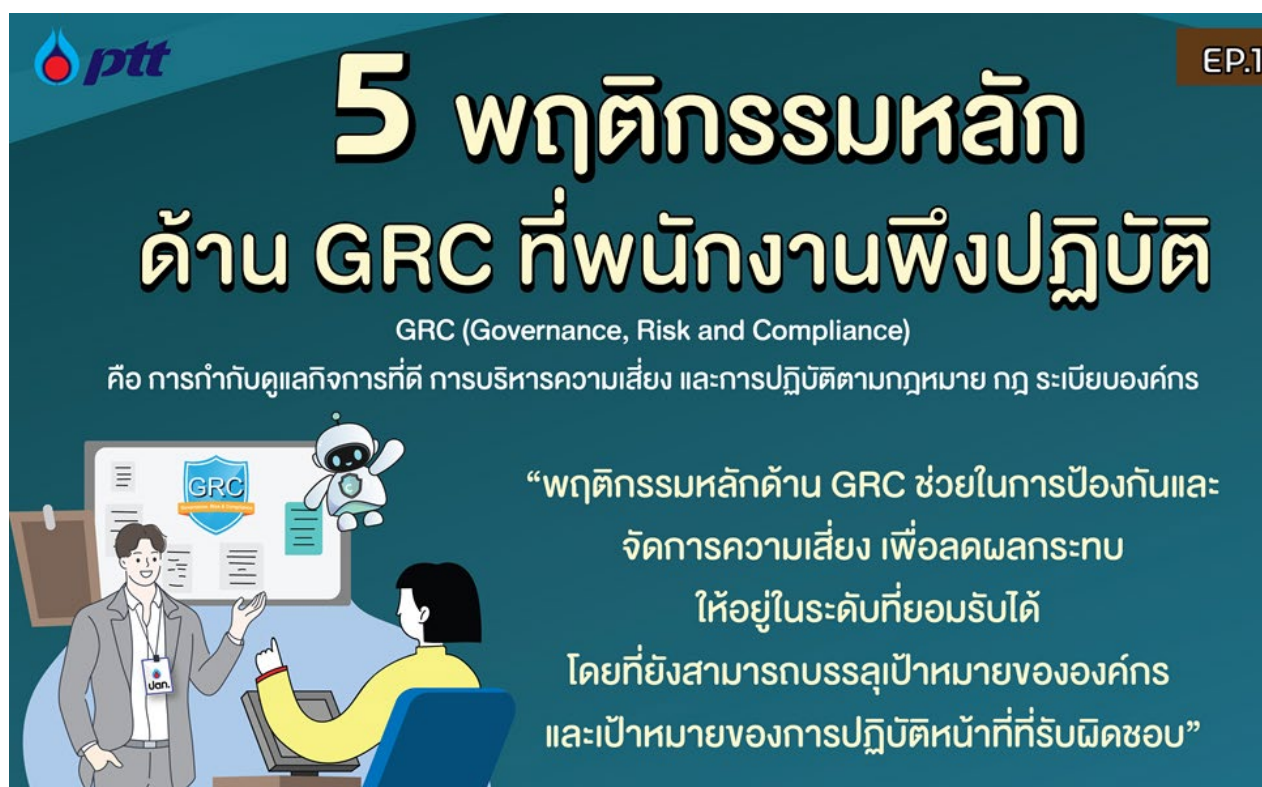 ptt
EP.1
5 พฤติกรรมหลัก
ด้าน GRC ที่พนักงานพึงปฏิบัติ
GRC (Governance, Risk and Compliance)
คือ การกำกับดูแลกิจการที่ดี การบริหารความเสี่ยง และการปฏิบัติตามกฎหมาย กฎ ระเบียบองค์กร
GRC
Governance, Risk & Compliance
“พฤติกรรมหลักด้าน GRC ช่วยในการป้องกันและ
จัดการความเสี่ยง เพื่อลดผลกระทบ
ให้อยู่ในระดับที่ยอมรับได้
โดยที่ยังสามารถบรรลุเป้าหมายขององค์กร
และเป้าหมายของการปฏิบัติหน้าที่ที่รับผิดชอบ”
ปตท.